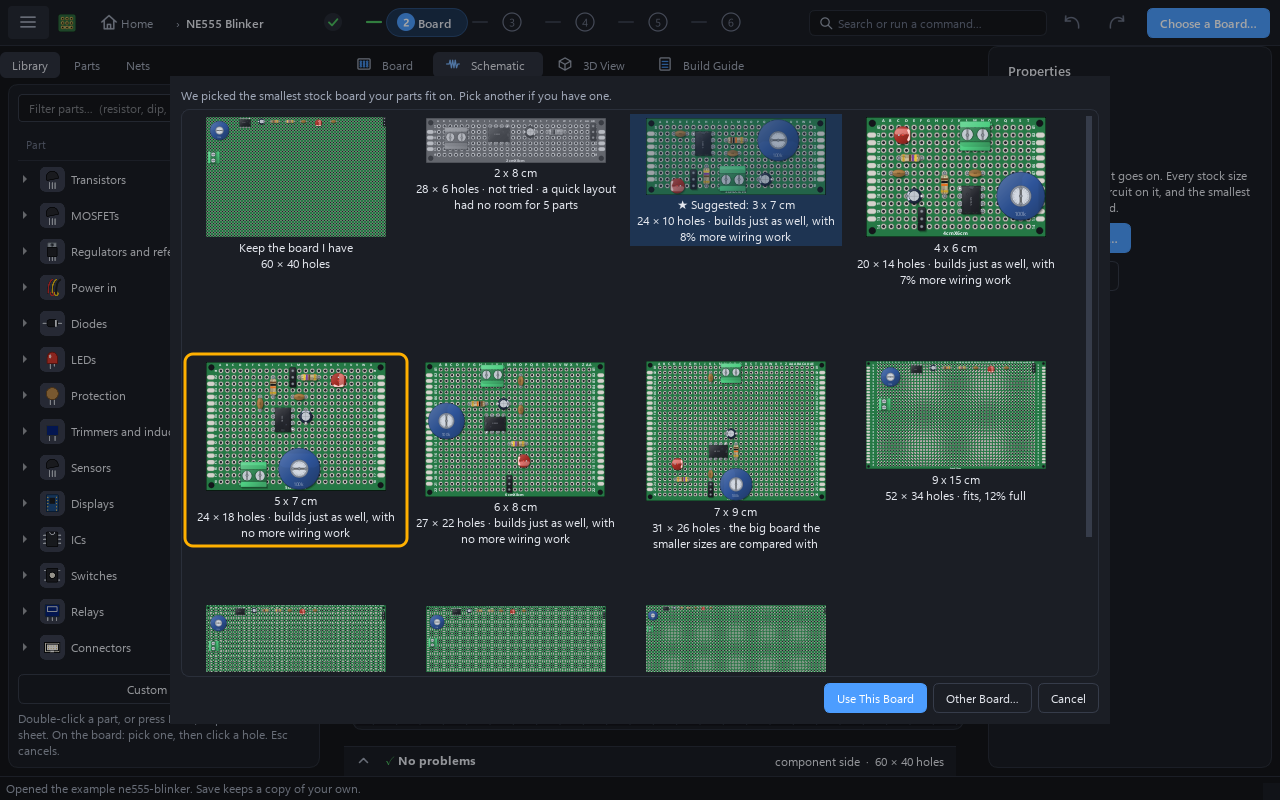 Home › NE555 Blinker
2 Board
3
4
5
6
Search or run a command...
Choose a Board...
Library
Parts
Nets
Board
Schematic
3D View
Build Guide
Properties
Filter parts... (resistor, dip,
Part
Transistors
MOSFETs
Regulators and refe
Power in
Diodes
LEDs
Protection
Trimmers and induc
Sensors
Displays
ICs
Switches
Relays
Connectors
Custom
Double-click a part, or press
sheet. On the board: pick one, then click a hole. Esc
cancels.
We picked the smallest stock board your parts fit on. Pick another if you have one.
Keep the board I have
60 × 40 holes
2 x 8 cm
28 × 6 holes · not tried · a quick layout
had no room for 5 parts
★ Suggested: 3 x 7 cm
24 × 10 holes · builds just as well, with
8% more wiring work
4 x 6 cm
20 × 14 holes · builds just as well, with
7% more wiring work
5 x 7 cm
24 × 18 holes · builds just as well, with
no more wiring work
6 x 8 cm
27 × 22 holes · builds just as well, with
no more wiring work
7 x 9 cm
31 × 26 holes · the big board the
smaller sizes are compared with
9 x 15 cm
52 × 34 holes · fits, 12% full
t goes on. Every stock size
rcuit on it, and the smallest
d.
Use This Board
Other Board...
Cancel
✓ No problems
component side · 60 × 40 holes
Opened the example ne555-blinker. Save keeps a copy of your own.